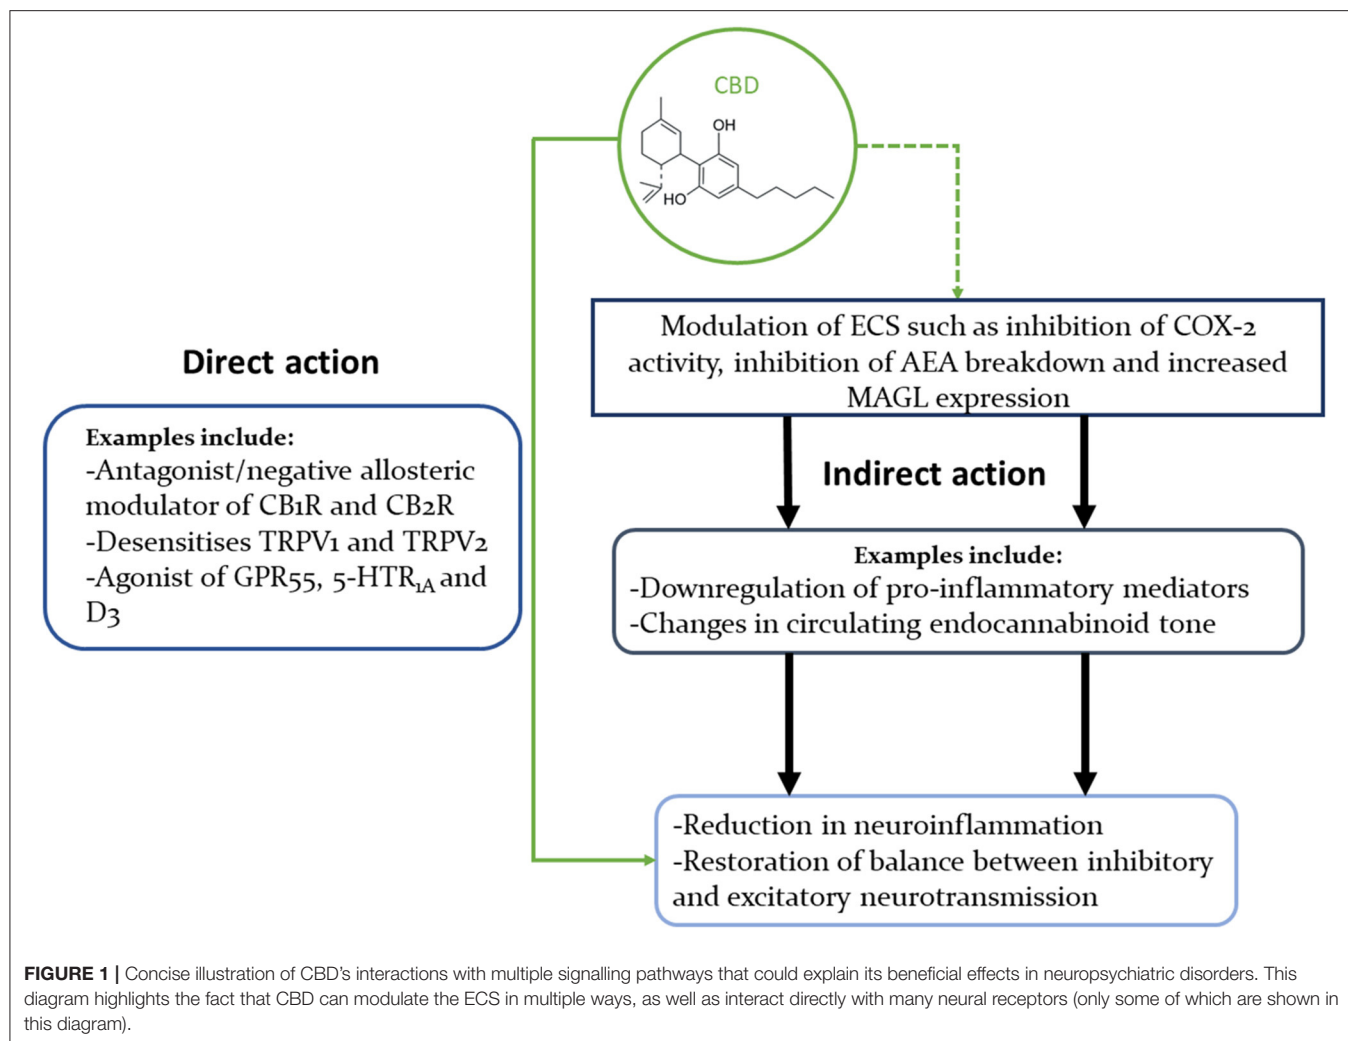 CBD
OH
HO
Modulation of ECS such as inhibition of COX-2
activity, inhibition of AEA breakdown and increased
MAGL expression
Direct action
Examples include:
-Antagonist/negative allosteric
modulator of CB1R and CB2R
-Desensitises TRPV1 and TRPV2
-Agonist of GPR55, 5-HTR1A and
D3
Indirect action
Examples include:
-Downregulation of pro-inflammatory mediators
-Changes in circulating endocannabinoid tone
-Reduction in neuroinflammation
-Restoration of balance between inhibitory
and excitatory neurotransmission
FIGURE 1 | Concise illustration of CBD's interactions with multiple signalling pathways that could explain its beneficial effects in neuropsychiatric disorders. This
diagram highlights the fact that CBD can modulate the ECS in multiple ways, as well as interact directly with many neural receptors (only some of which are shown in
this diagram).